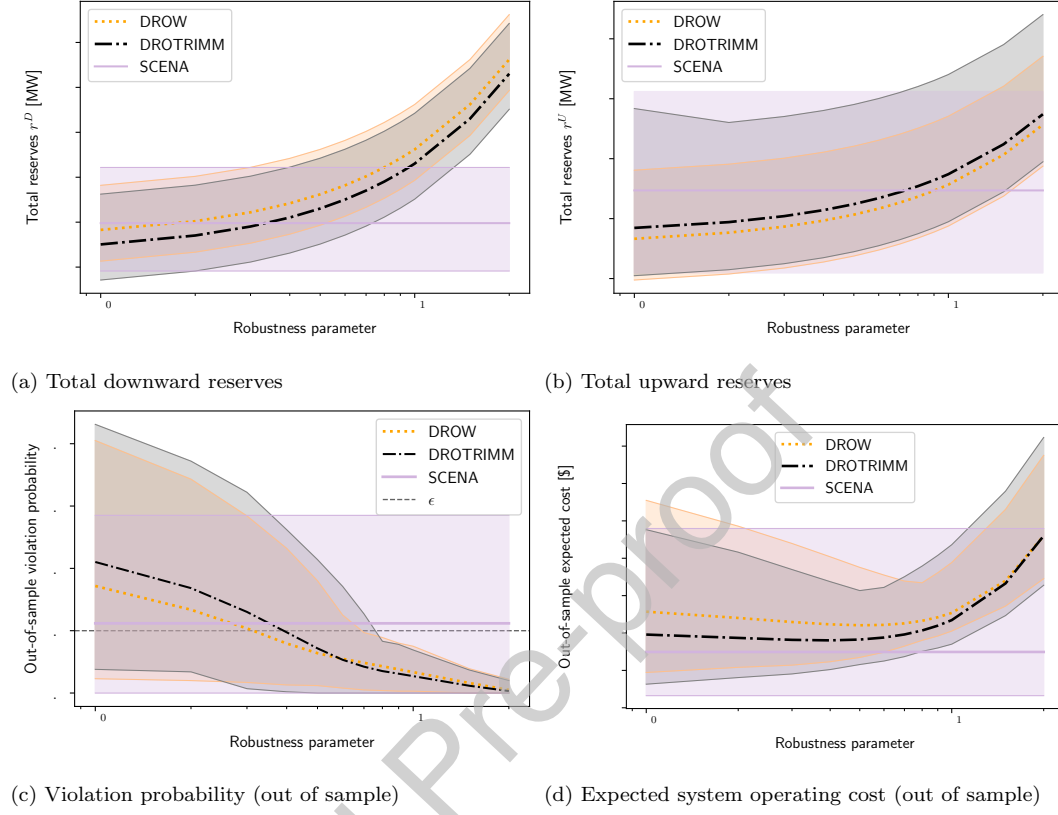 DROW
DROTRIMM
SCENA
Total reserves r^D [MW]
0
1
Robustness parameter
(a) Total downward reserves
DROW
DROTRIMM
SCENA
Total reserves r^U [MW]
0
1
Robustness parameter
(b) Total upward reserves
DROW
DROTRIMM
SCENA
ϵ
Out-of-sample violation probability
0
1
Robustness parameter
(c) Violation probability (out of sample)
DROW
DROTRIMM
SCENA
Out-of-sample expected cost [$]
0
1
Robustness parameter
(d) Expected system operating cost (out of sample)
Pre-proof